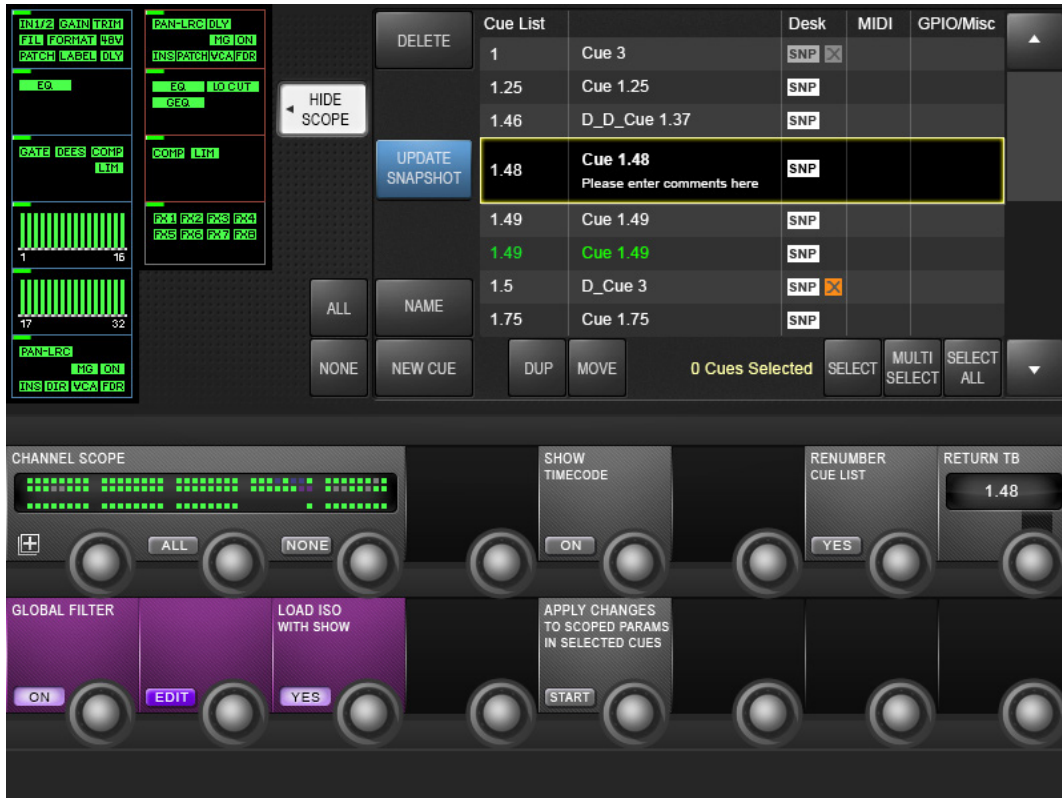 IN1/2 GAIN TRIM
FIL FORMAT 48V
PATCH LABEL DLY
EQ
GATE DEES COMP
LIM
1 16
17 32
PAN-LRC
MG ON
INS DIR VCA FDR
PAN-LRC DLY
MG ON
INS PATCH VCA FDR
EQ LO CUT
GEQ
COMP LIM
FX1 FX2 FX3 FX4
FX5 FX6 FX7 FX8
HIDE
SCOPE
ALL
NONE
DELETE
UPDATE
SNAPSHOT
NAME
NEW CUE
Cue List Desk MIDI GPIO/Misc
1 Cue 3 SNP
1.25 Cue 1.25 SNP
1.46 D_D_Cue 1.37 SNP
1.48 Cue 1.48 SNP
Please enter comments here
1.49 Cue 1.49 SNP
1.49 Cue 1.49 SNP
1.5 D_Cue 3 SNP
1.75 Cue 1.75 SNP
DUP
MOVE
0 Cues Selected
SELECT
MULTI
SELECT
SELECT
ALL
CHANNEL SCOPE
ALL
NONE
SHOW
TIMECODE
ON
RENUMBER
CUE LIST
YES
RETURN TB
1.48
GLOBAL FILTER
ON
EDIT
LOAD ISO
WITH SHOW
YES
APPLY CHANGES
TO SCOPED PARAMS
IN SELECTED CUES
START